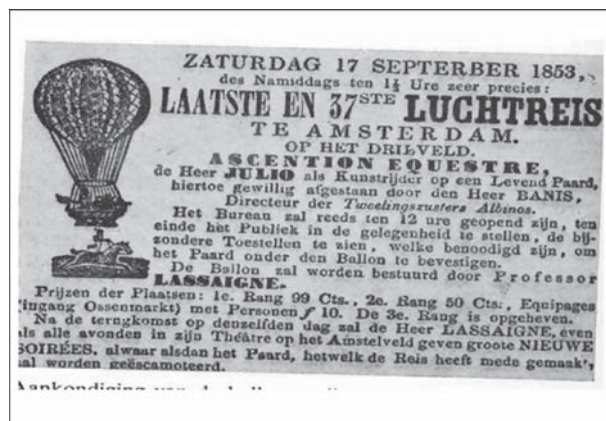 ZATURDAG 17 SEPTERBER 1853,
des Namiddags ten 1½ Ure zeer precies:
LAATSTE EN 37STE LUCHTREIS
TE AMSTERDAM.
OP HET DRILVELD.
ASCENTION EQUESTRE,
de Heer JULIO als Kunstrijder op een Levend Paard,
hiertoe gewillig afgestaan door den Heer BANIS,
Directeur der Tweelingzusters Albinos.
Het Bureau zal reeds ten 12 ure geopend zijn, ten
einde het Publiek in de gelegenheid te stellen, de bij-
zondere Toestellen te zien, welke benoodigd zijn, om
het Paard onder den Ballon te bevestigen.
De Ballon zal worden bestuurd door Professor
LASSAIGNE.
Prijzen der Plaatsen: 1e. Rang 99 Cts., 2e. Rang 50 Cts., Equipages
(ingang Ossenmarkt) met Personen ƒ 10. De 3e. Rang is opgeheven.
Na de terugkomst op denzelfden dag zal de Heer LASSAIGNE, even
als alle avonden in zijn Théâtre op het Amstelveld geven groote NIEUWE
SOIRÉES, alwaar alsdan het Paard, hetwelk de Reis heeft mede gemaakt,
zal worden geëscamoteerd.
Aankondiging van de